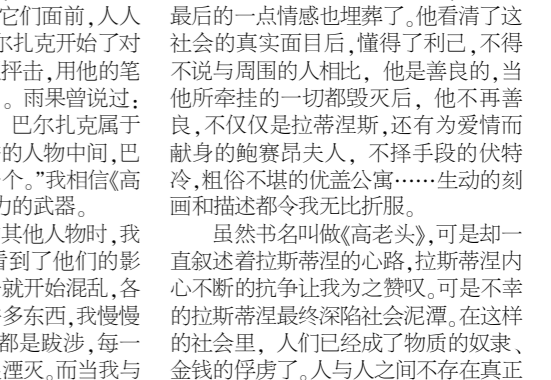 它们面前,人人
尔扎克开始了对
抨击,用他的笔
。雨果曾说过:
巴尔扎克属于
的人物中间,巴
个。”我相信《高
力的武器。
其他人物时,我
看到了他们的影
就开始混乱,各
多东西,我慢慢
都是跋涉,每一
湮灭。而当我与
最后的一点情感也埋葬了。他看清了这
社会的真实面目后,懂得了利己,不得
不说与周围的人相比，他是善良的,当
他所牵挂的一切都毁灭后，他不再善
良,不仅仅是拉蒂涅斯,还有为爱情而
献身的鲍赛昂夫人，不择手段的伏特
冷,粗俗不堪的优盖公寓……生动的刻
画和描述都令我无比折服。
虽然书名叫做《高老头》,可是却一
直叙述着拉斯蒂涅的心路,拉斯蒂涅内
心不断的抗争让我为之赞叹。可是不幸
的拉斯蒂涅最终深陷社会泥潭。在这样
的社会里，人们已经成了物质的奴隶、
金钱的俘虏了。人与人之间不存在真正